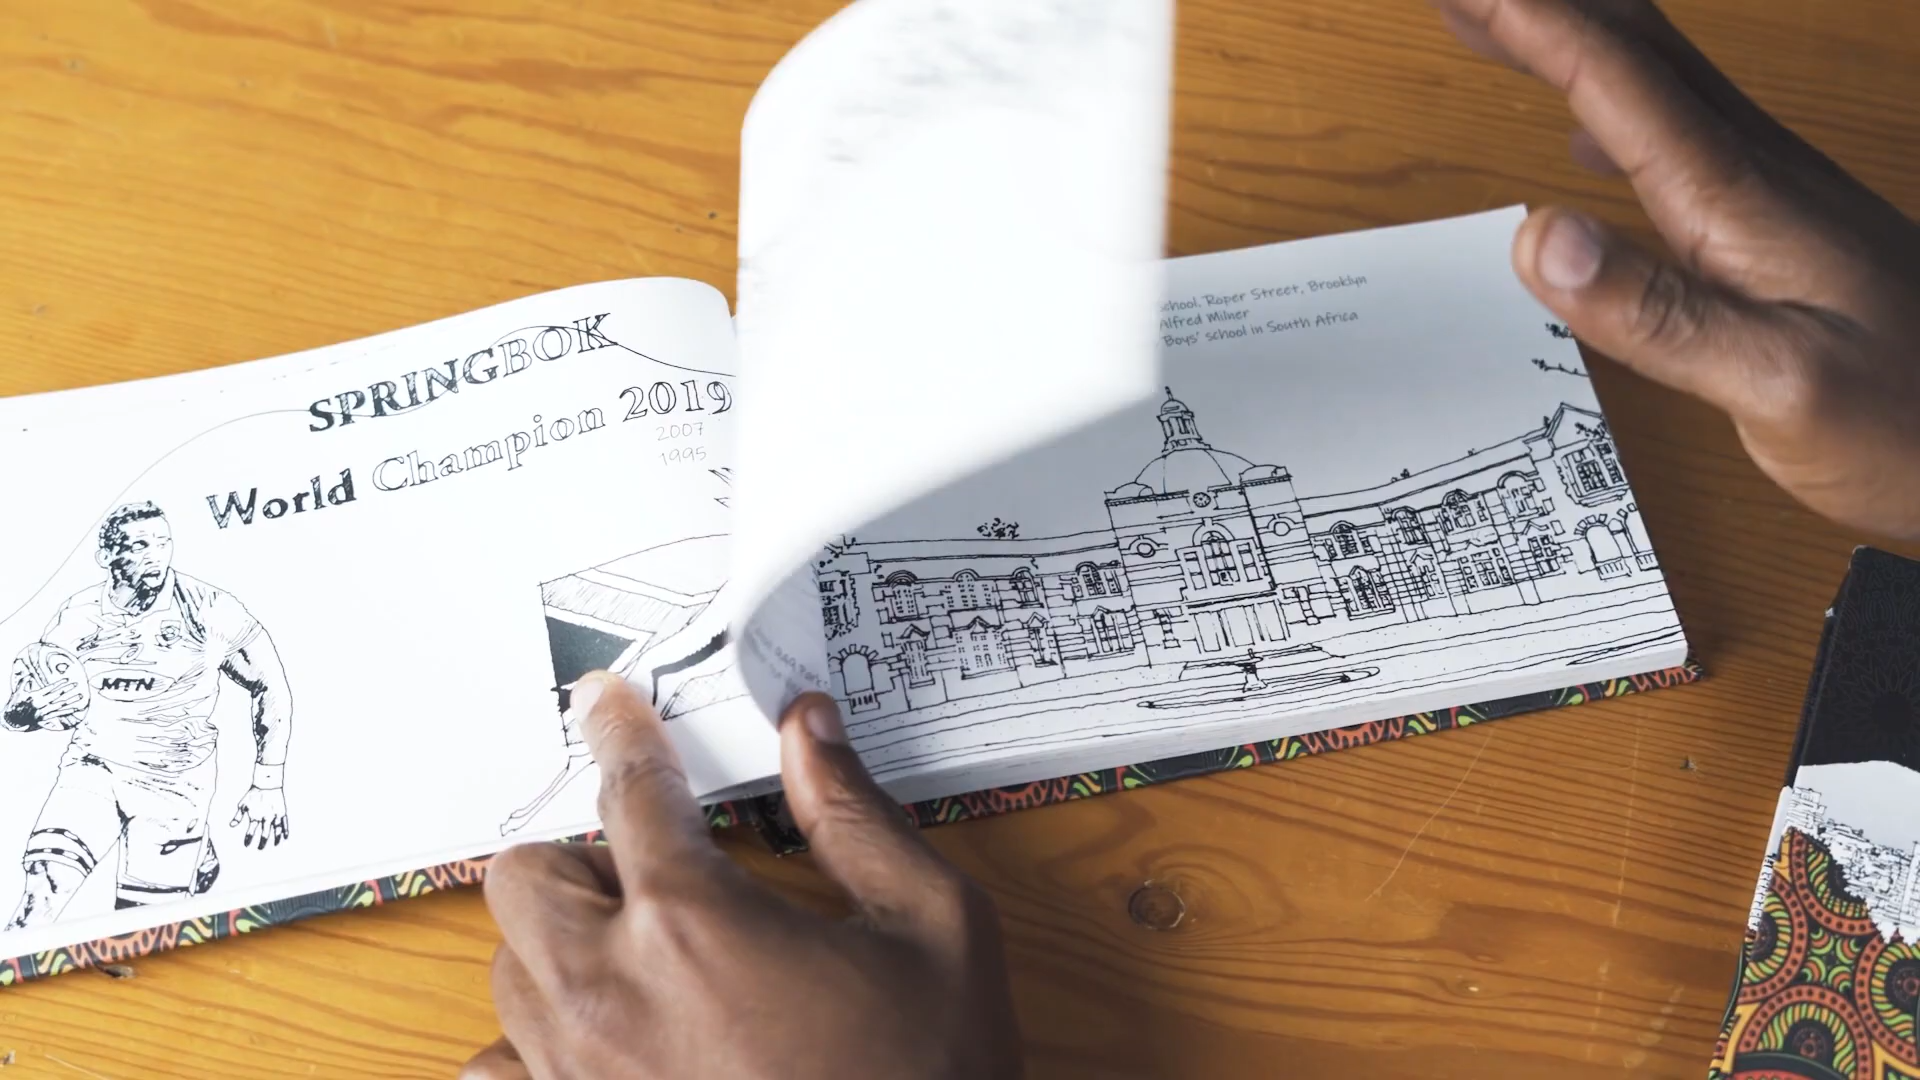 SPRINGBOK
World Champion 2019
2007
1995
MTN
School, Roper Street, Brooklyn
Alfred Milner
Boys' school in South Africa